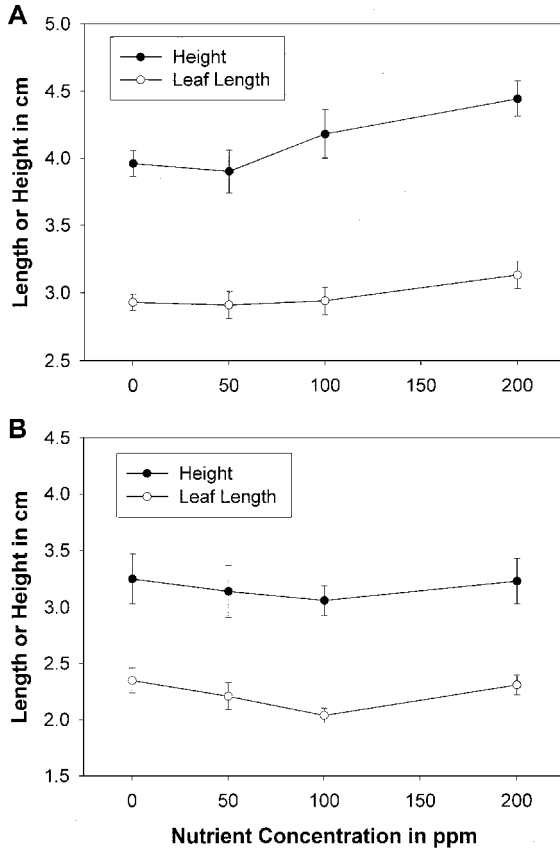 A
5.0
Height
Leaf Length
4.5
4.0
3.5
3.0
2.5
Length or Height in cm
0 50 100 150 200
B
4.5
Height
Leaf Length
4.0
3.5
3.0
2.5
2.0
1.5
Length or Height in cm
0 50 100 150 200
Nutrient Concentration in ppm